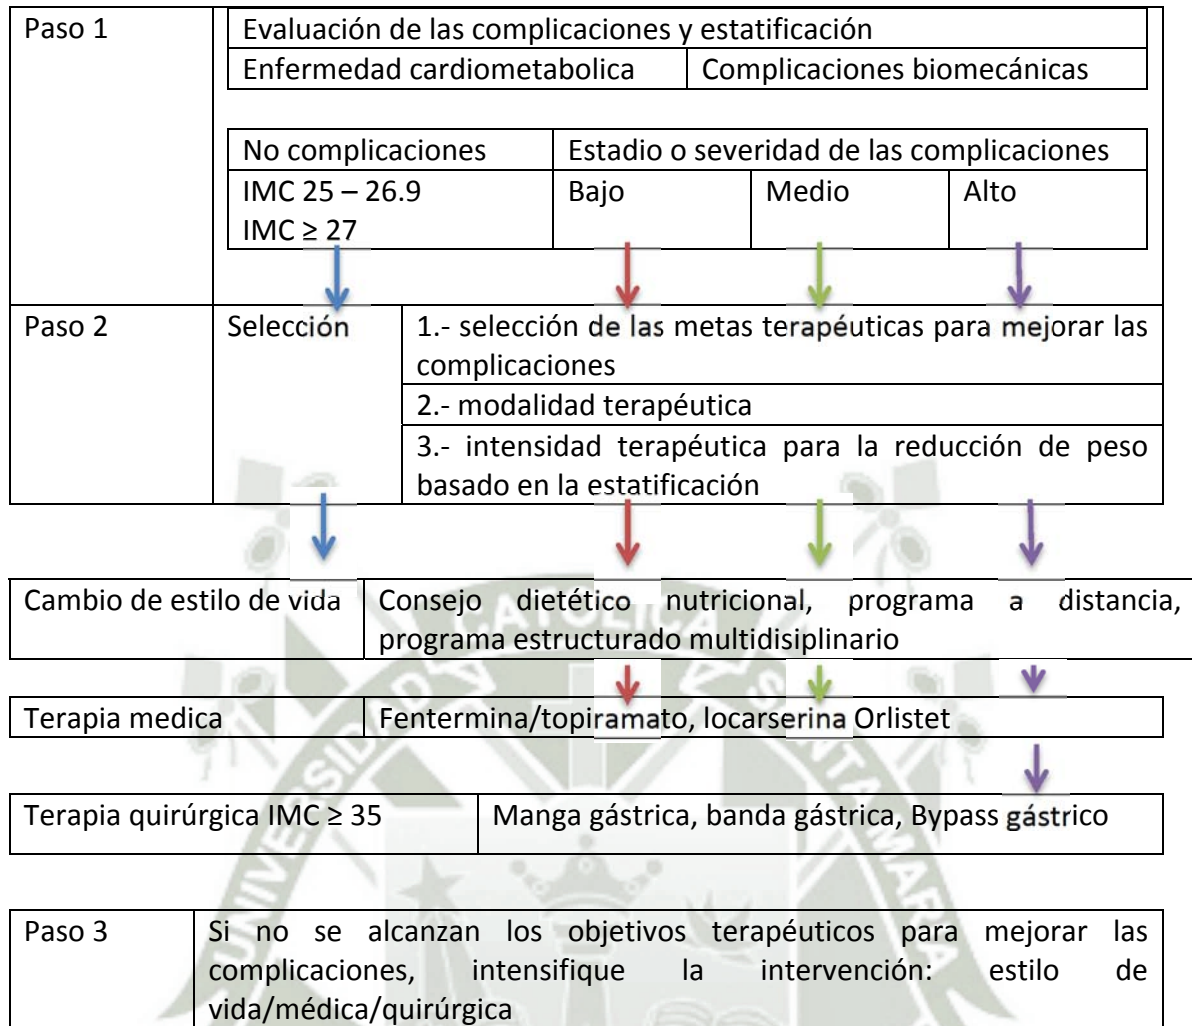 Paso 1
Evaluación de las complicaciones y estatificación
Enfermedad cardiometabolica
Complicaciones biomecánicas
No complicaciones
Estadio o severidad de las complicaciones
IMC 25 – 26.9
IMC ≥ 27
Bajo
Medio
Alto
Paso 2
Selección
1.- selección de las metas terapéuticas para mejorar las
complicaciones
2.- modalidad terapéutica
3.- intensidad terapéutica para la reducción de peso
basado en la estatificación
Cambio de estilo de vida
Consejo dietético nutricional, programa a distancia,
programa estructurado multidisiplinario
Terapia medica
Fentermina/topiramato, locarserina Orlistet
Terapia quirúrgica IMC ≥ 35
Manga gástrica, banda gástrica, Bypass gástrico
Paso 3
Si no se alcanzan los objetivos terapéuticos para mejorar las
complicaciones, intensifique la intervención: estilo de
vida/médica/quirúrgica
UNIVERSIDAD CATOLICA SANTA MARIA